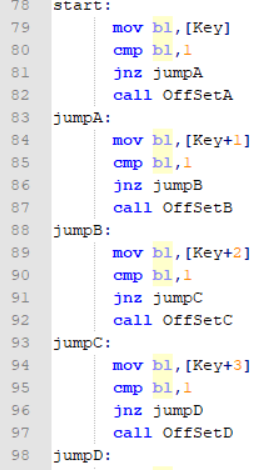 78 start:
79 mov bl,[Key]
80 cmp bl,1
81 jnz jumpA
82 call OffSetA
83 jumpA:
84 mov bl,[Key+1]
85 cmp bl,1
86 jnz jumpB
87 call OffSetB
88 jumpB:
89 mov bl,[Key+2]
90 cmp bl,1
91 jnz jumpC
92 call OffSetC
93 jumpC:
94 mov bl,[Key+3]
95 cmp bl,1
96 jnz jumpD
97 call OffSetD
98 jumpD: